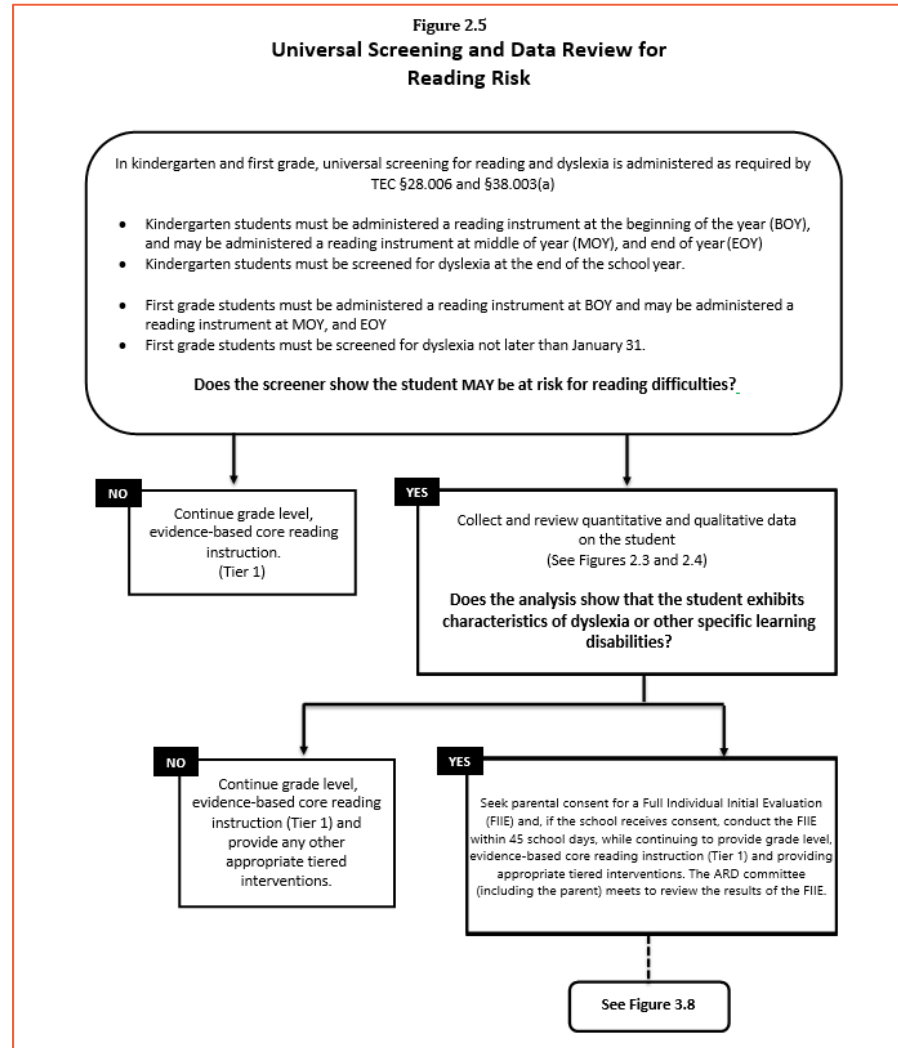 Figure 2.5
Universal Screening and Data Review for
Reading Risk
In kindergarten and first grade, universal screening for reading and dyslexia is administered as required by
TEC §28.006 and §38.003(a)
• Kindergarten students must be administered a reading instrument at the beginning of the year (BOY),
and may be administered a reading instrument at middle of year (MOY), and end of year (EOY)
• Kindergarten students must be screened for dyslexia at the end of the school year.
• First grade students must be administered a reading instrument at BOY and may be administered a
reading instrument at MOY, and EOY
• First grade students must be screened for dyslexia not later than January 31.
Does the screener show the student MAY be at risk for reading difficulties?
NO
Continue grade level,
evidence-based core reading
instruction.
(Tier 1)
YES
Collect and review quantitative and qualitative data
on the student
(See Figures 2.3 and 2.4)
Does the analysis show that the student exhibits
characteristics of dyslexia or other specific learning
disabilities?
NO
Continue grade level,
evidence-based core reading
instruction (Tier 1) and
provide any other
appropriate tiered
interventions.
YES
Seek parental consent for a Full Individual Initial Evaluation
(FIIE) and, if the school receives consent, conduct the FIIE
within 45 school days, while continuing to provide grade level,
evidence-based core reading instruction (Tier 1) and providing
appropriate tiered interventions. The ARD committee
(including the parent) meets to review the results of the FIIE.
See Figure 3.8